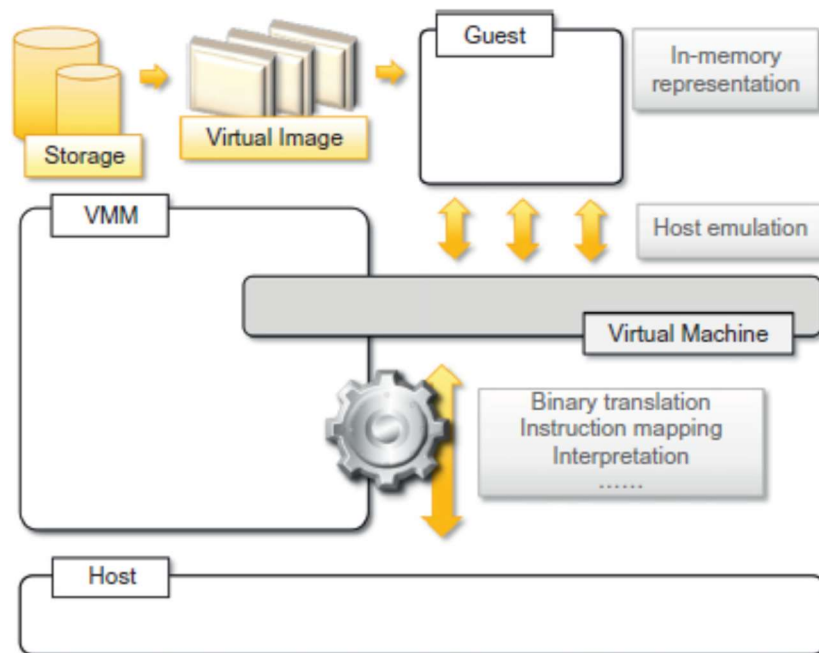 Guest
In-memory
representation
Storage
Virtual Image
VMM
Host emulation
Virtual Machine
Binary translation
Instruction mapping
Interpretation
……
Host